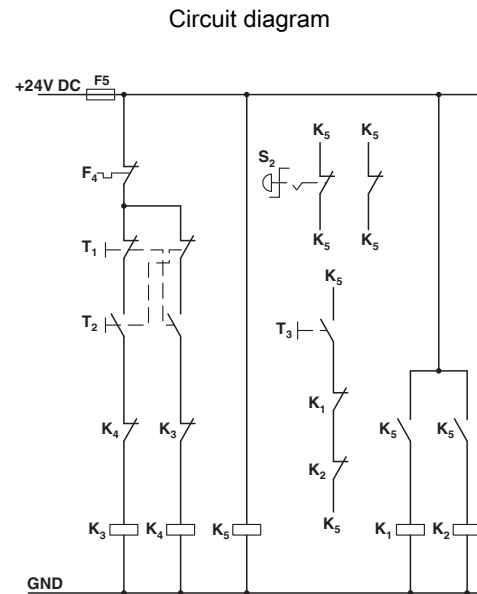 Circuit diagram
+24V DC F5
K₅ K₅
S₂
F₄
K₅ K₅
T₁
K₅
T₂ T₃
K₁
K₄ K₃ K₅ K₅
K₂
K₅
K₃ K₄ K₅ K₁ K₂
GND